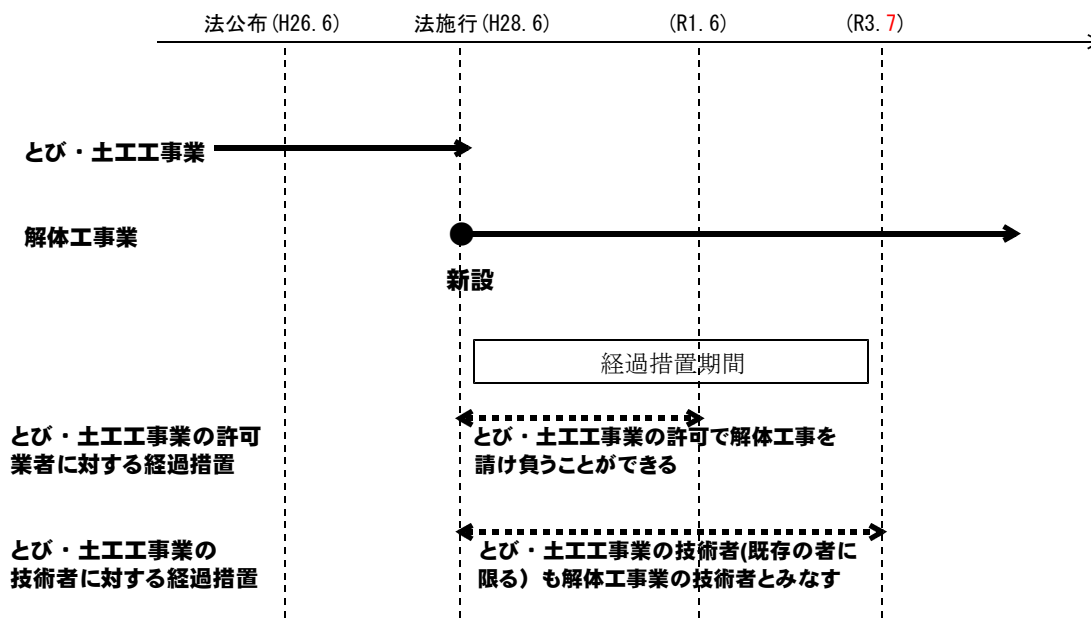 法公布(H26.6)
法施行(H28.6)
(R1.6)
(R3.7)
とび・土工工事業
解体工事業
新設
経過措置期間
とび・土工工事業の許可
業者に対する経過措置
とび・土工工事業の許可で解体工事を
請け負うことができる
とび・土工工事業の
技術者に対する経過措置
とび・土工工事業の技術者(既存の者に
限る）も解体工事業の技術者とみなす